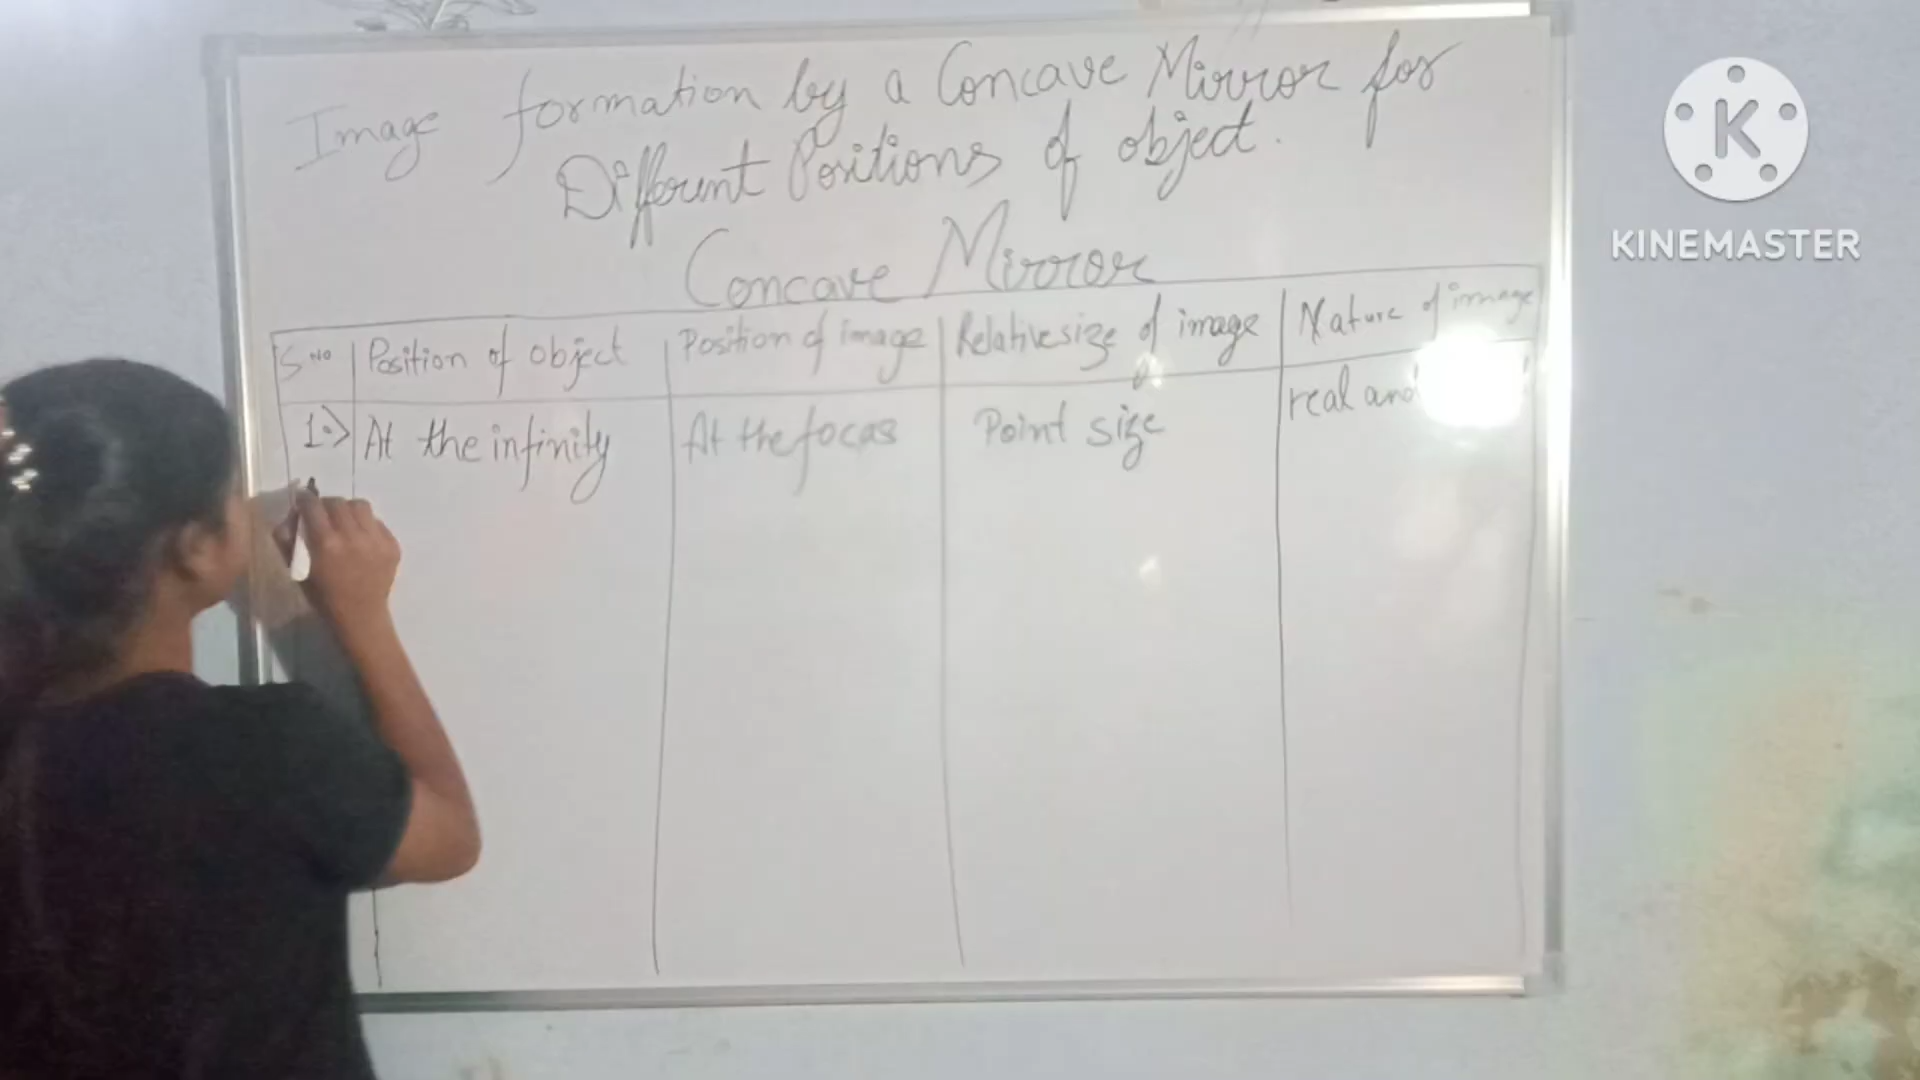 Image formation by a Concave Mirror for
Different Positions of object.
Concave Mirror
S.No Position of object Position of image Relative size of image Nature of image
1.> At the infinity At the focas Point size real and
K
KINEMASTER